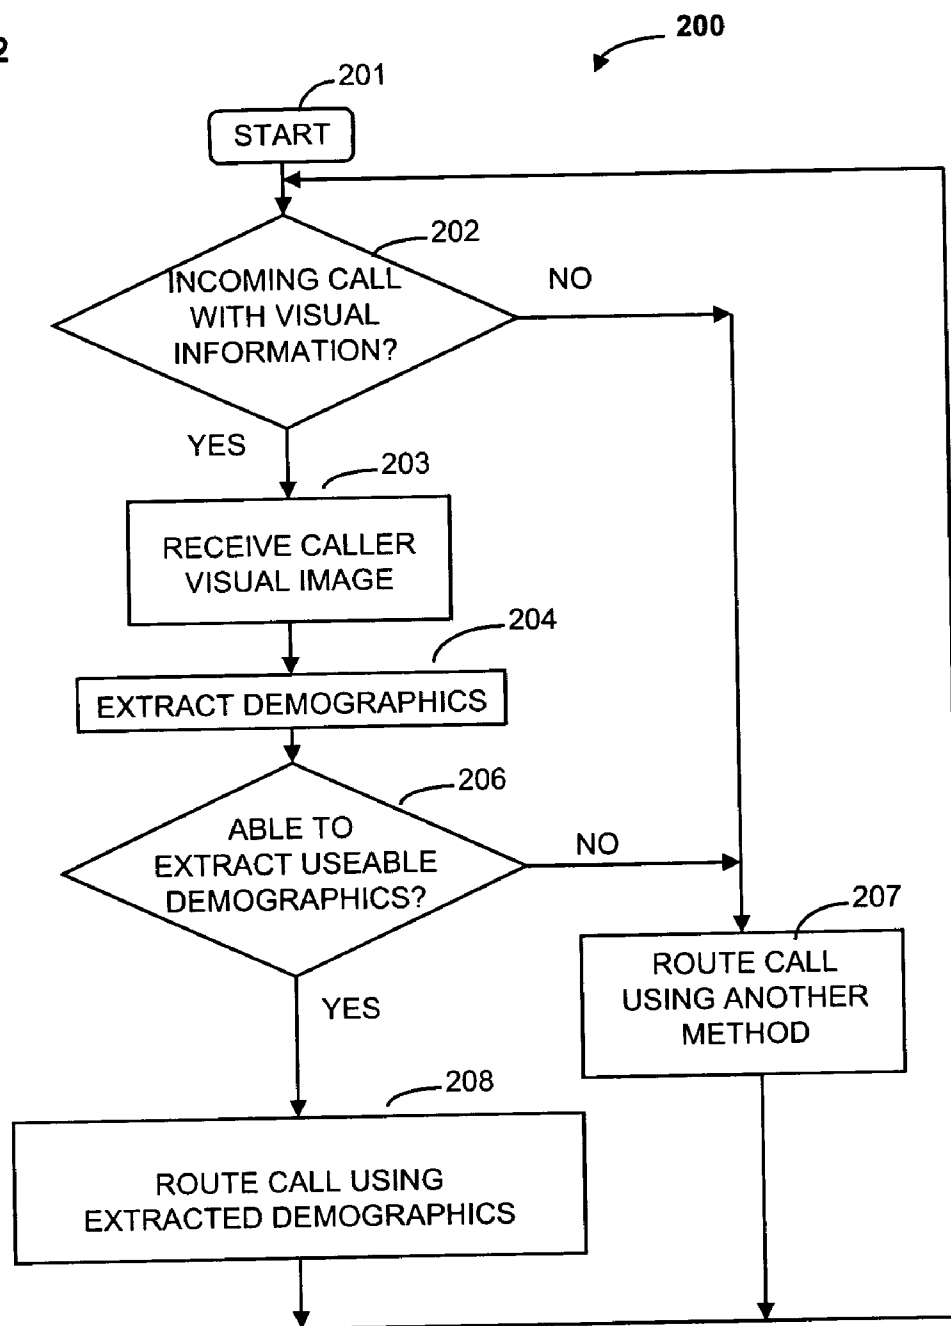 2
200
201
START
202
INCOMING CALL
WITH VISUAL
INFORMATION?
NO
YES
203
RECEIVE CALLER
VISUAL IMAGE
204
EXTRACT DEMOGRAPHICS
206
ABLE TO
EXTRACT USEABLE
DEMOGRAPHICS?
NO
YES
207
ROUTE CALL
USING ANOTHER
METHOD
208
ROUTE CALL USING
EXTRACTED DEMOGRAPHICS